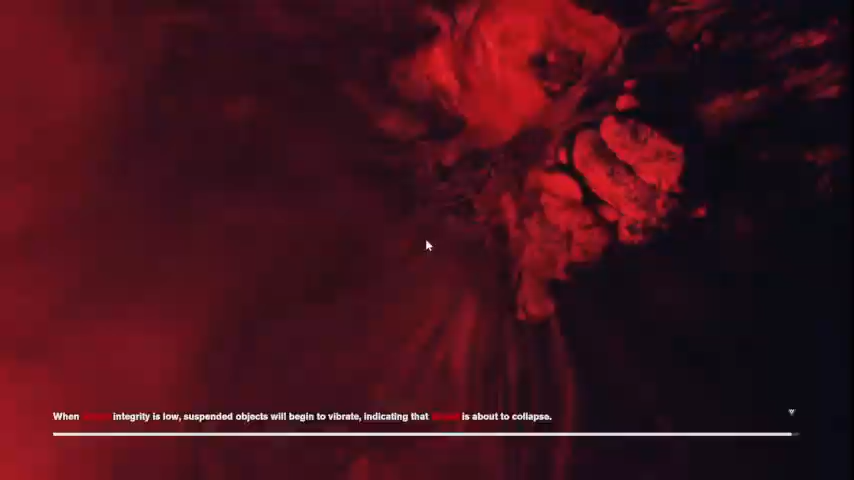 When integrity is low, suspended objects will begin to vibrate, indicating that is about to collapse.